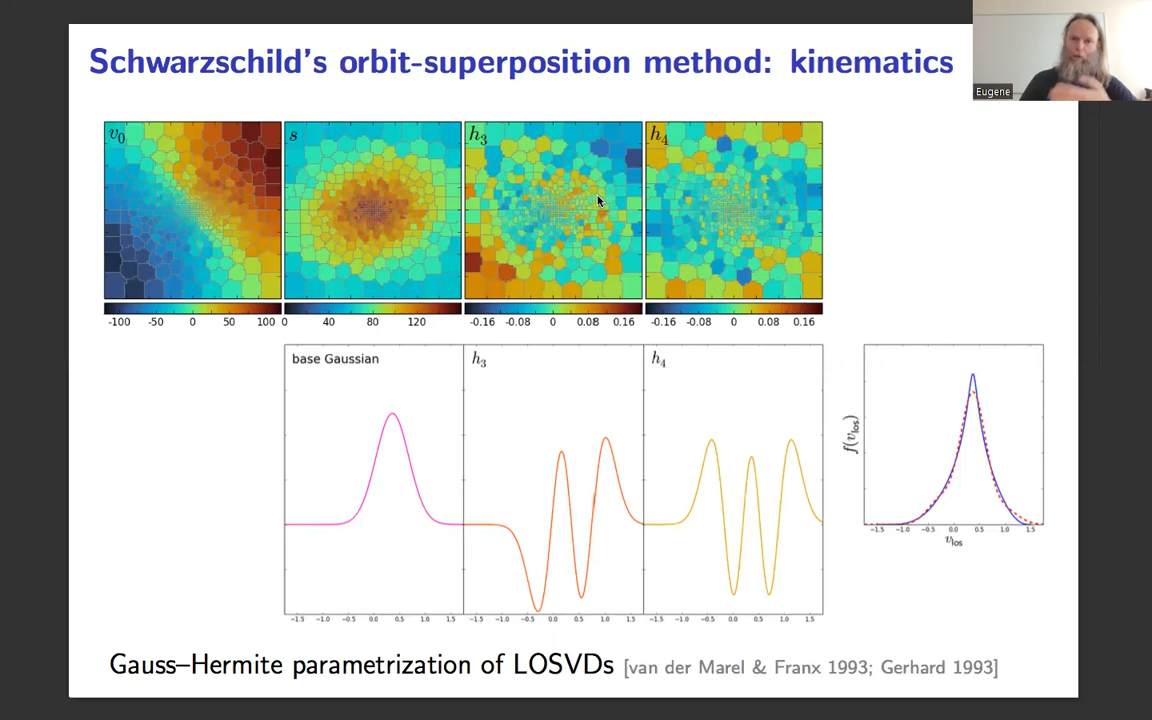 Schwarzschild's orbit-superposition method: kinematics
Eugene
v0 s h3 h4
-100 -50 0 50 100 0 40 80 120 -0.16 -0.08 0 0.08 0.16 -0.16 -0.08 0 0.08 0.16
base Gaussian h3 h4
f(vlos)
-1.5 -1.0 -0.5 0.0 0.5 1.0 1.5
vlos
-1.5 -1.0 -0.5 0.0 0.5 1.0 1.5 -1.5 -1.0 -0.5 0.0 0.5 1.0 1.5 -1.5 -1.0 -0.5 0.0 0.5 1.0 1.5
Gauss–Hermite parametrization of LOSVDs [van der Marel & Franx 1993; Gerhard 1993]